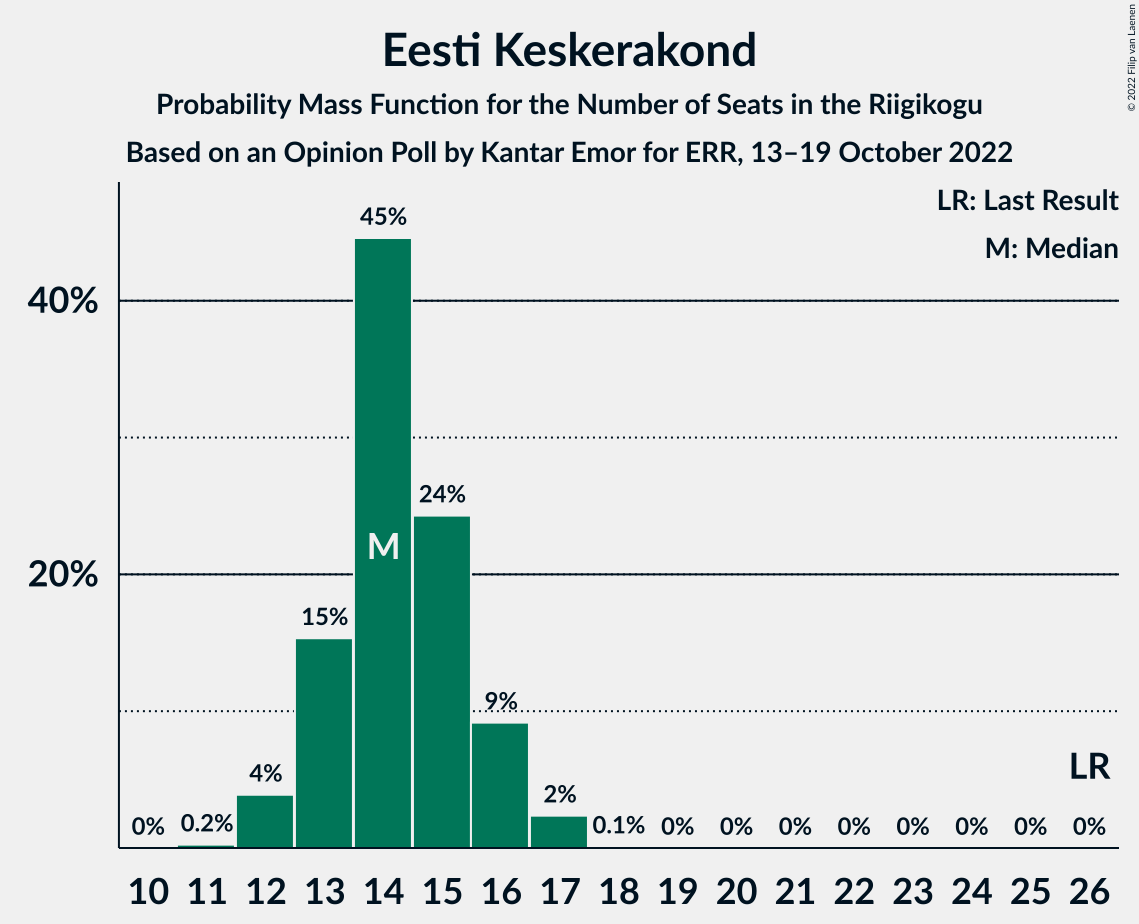 Eesti Keskerakond
Probability Mass Function for the Number of Seats in the Riigikogu
Based on an Opinion Poll by Kantar Emor for ERR, 13–19 October 2022
© 2022 Filip van Laenen
LR: Last Result
M: Median
45%
40%
24%
M
20%
15%
9%
LR
4%
2%
0% 0.2% 0.1% 0% 0% 0% 0% 0% 0% 0% 0%
10 11 12 13 14 15 16 17 18 19 20 21 22 23 24 25 26